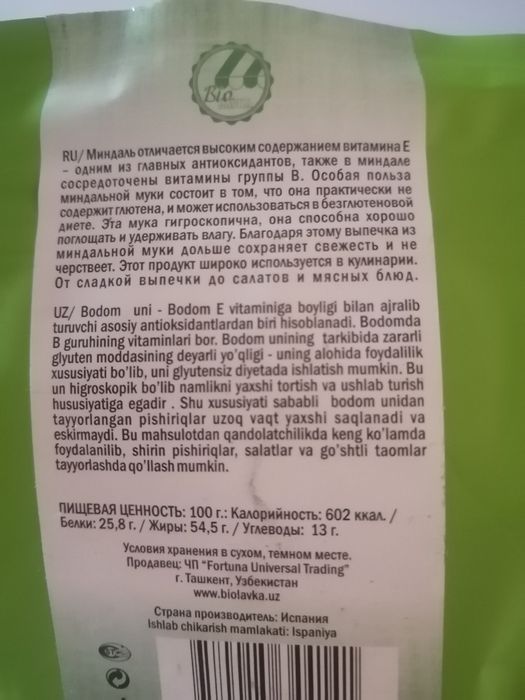 Bio
RU/ Миндаль отличается высоким содержанием витамина Е
- одним из главных антиоксидантов, также в миндале
сосредоточены витамины группы В. Особая польза
миндальной муки состоит в том, что она практически не
содержит глютена, и может использоваться в безглютеновой
диете. Эта мука гигроскопична, она способна хорошо
поглощать и удерживать влагу. Благодаря этому выпечка из
миндальной муки дольше сохраняет свежесть и не
черствеет. Этот продукт широко используется в кулинарии.
От сладкой выпечки до салатов и мясных блюд.
UZ/ Bodom uni - Bodom E vitaminiga boyligi bilan ajralib
turuvchi asosiy antioksidantlardan biri hisoblanadi. Bodomda
B guruhining vitaminlari bor. Bodom unining tarkibida zararli
glyuten moddasining deyarli yo'qligi - uning alohida foydalilik
xususiyati bo'lib, uni glyutensiz diyetada ishlatish mumkin. Bu
un higroskopik bo'lib namlikni yaxshi tortish va ushlab turish
hususiyatiga egadir . Shu xususiyati sababli bodom unidan
tayyorlangan pishiriqlar uzoq vaqt yaxshi saqlanadi va
eskirmaydi. Bu mahsulotdan qandolatchilikda keng ko'lamda
foydalanilib, shirin pishiriqlar, salatlar va go'shtli taomlar
tayyorlashda qo'llash mumkin.
ПИЩЕВАЯ ЦЕННОСТЬ: 100 г.: Калорийность: 602 ккал. /
Белки: 25,8 г. / Жиры: 54,5 г. / Углеводы: 13 г.
Условия хранения в сухом, темном месте.
Продавец: ЧП "Fortuna Universal Trading"
г. Ташкент, Узбекистан
www.biolavka.uz
Страна производитель: Испания
Ishlab chikarish mamlakati: Ispaniya